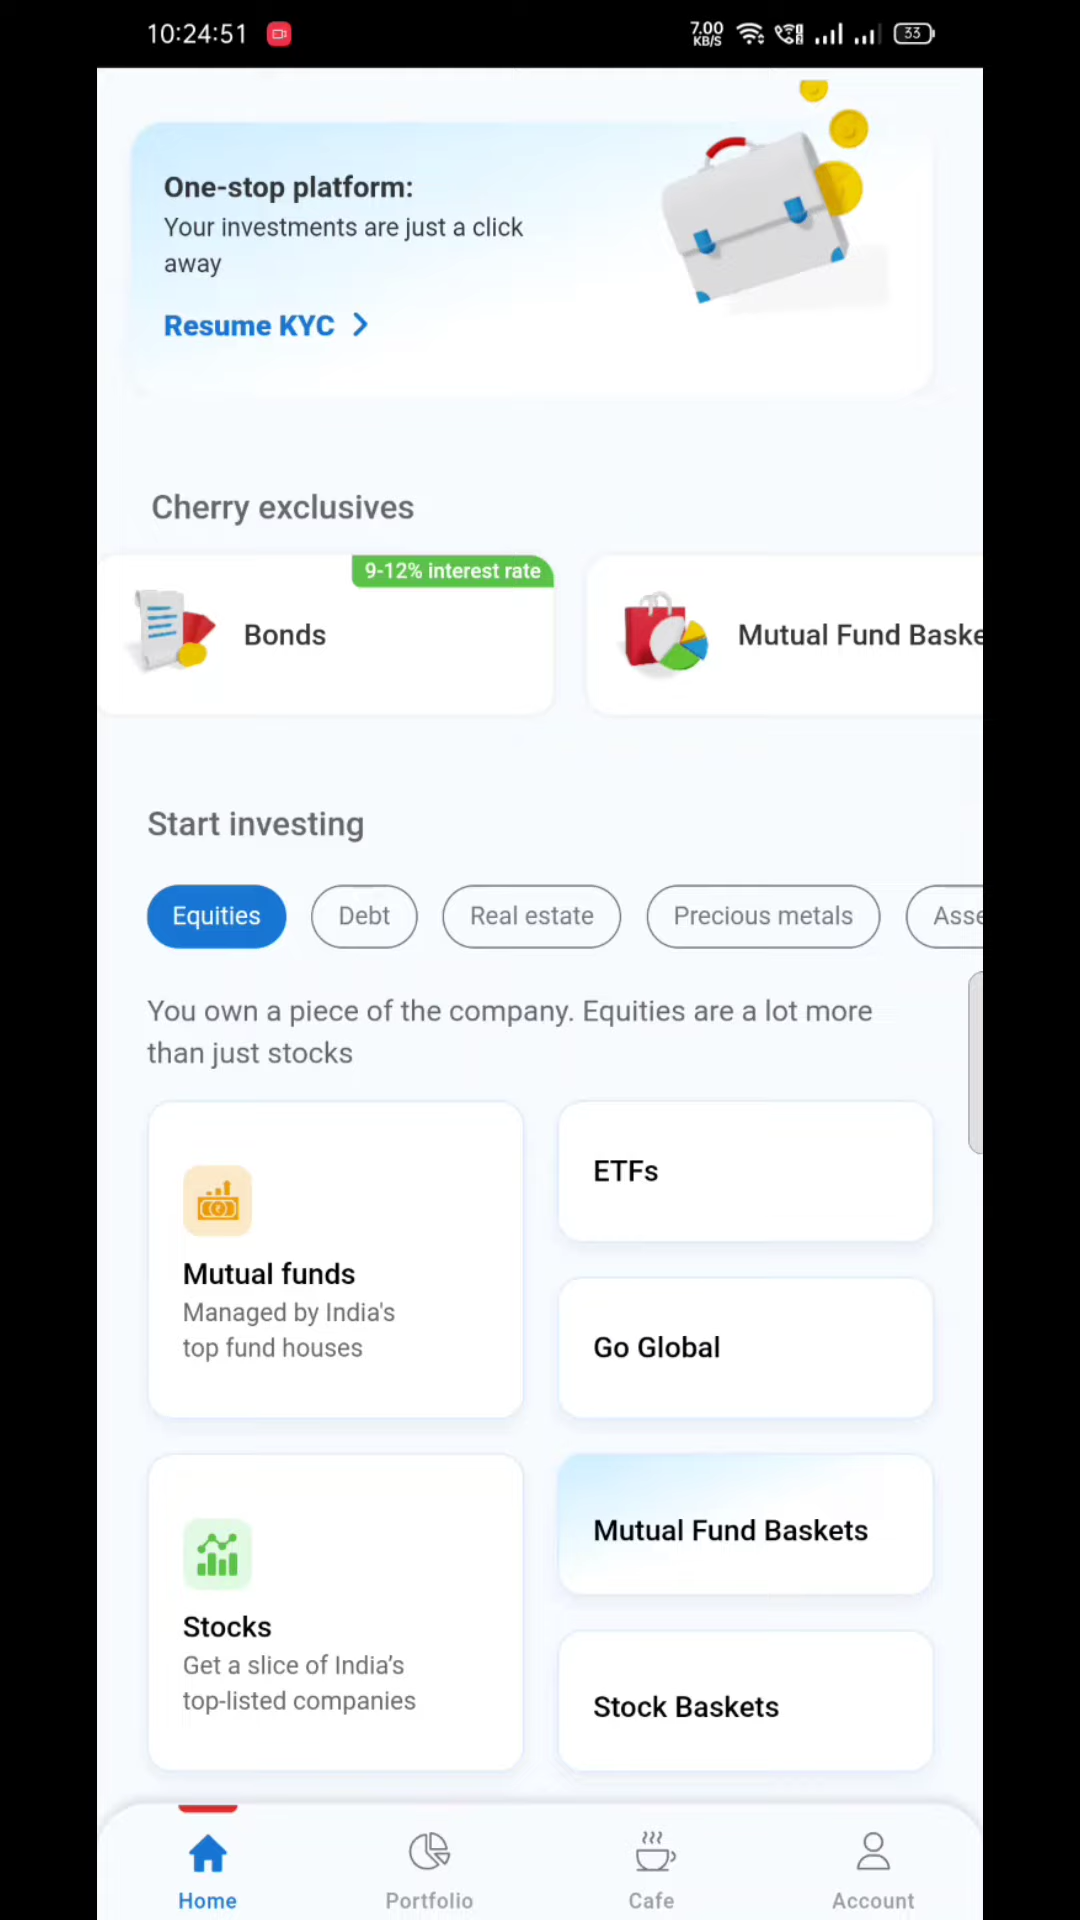 10:24:51
7.00
KB/S
33
One-stop platform:
Your investments are just a click
away
Resume KYC
Cherry exclusives
9-12% interest rate
Bonds
Mutual Fund Baske
Start investing
Equities
Debt
Real estate
Precious metals
Asse
You own a piece of the company. Equities are a lot more
than just stocks
Mutual funds
Managed by India's
top fund houses
ETFs
Go Global
Stocks
Get a slice of India’s
top-listed companies
Mutual Fund Baskets
Stock Baskets
Home
Portfolio
Cafe
Account